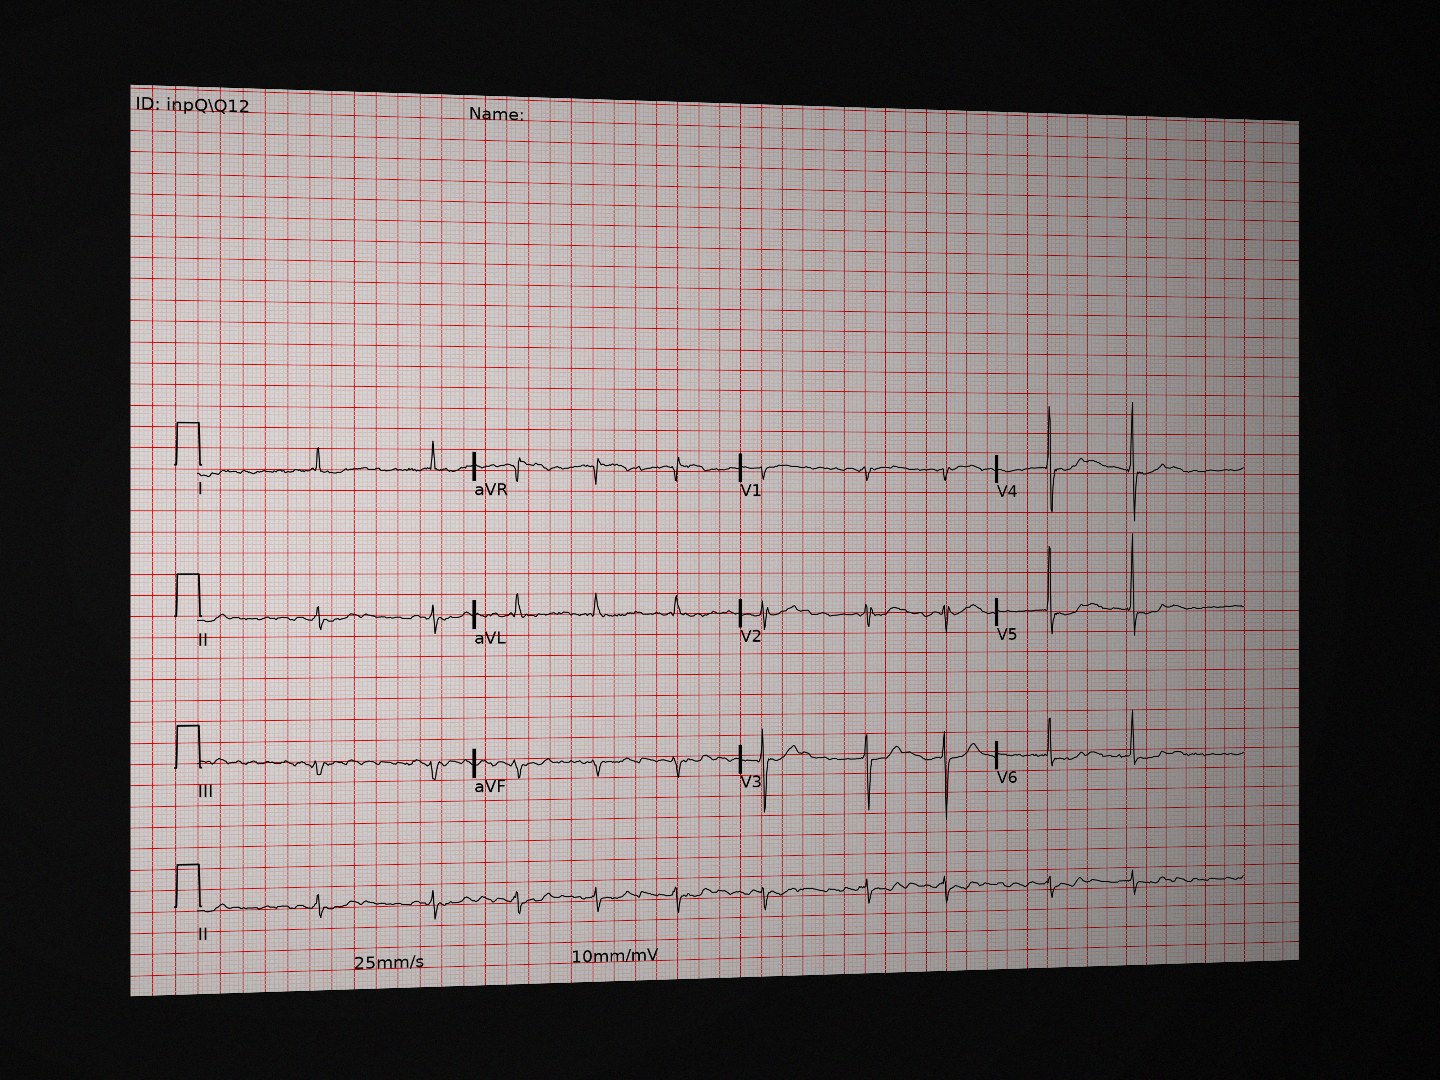 ID: inpQ\Q12
Name:
I aVR V1 V4
II aVL V2 V5
III aVF V3 V6
II
25mm/s 10mm/mV